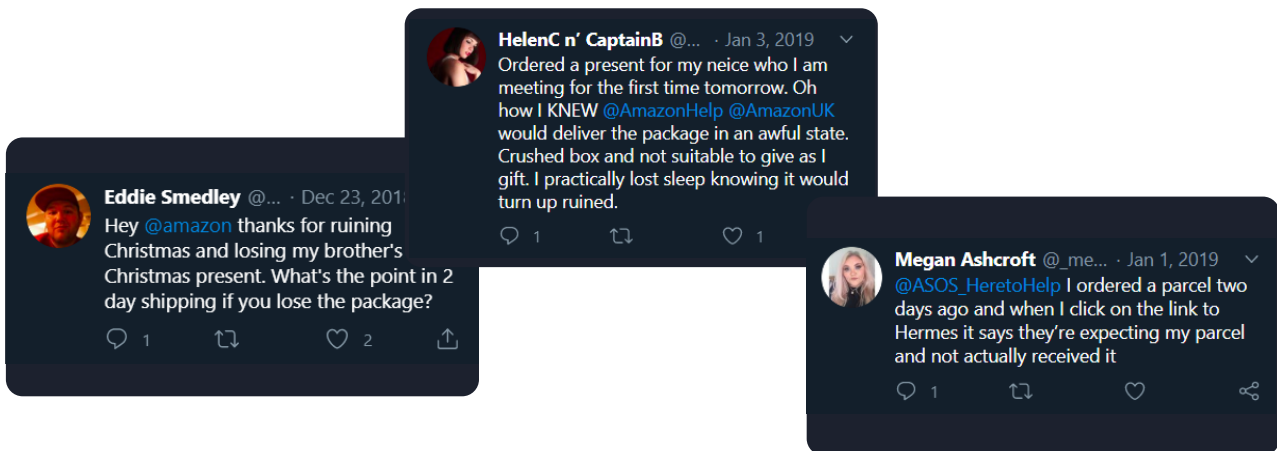 HelenC n’ CaptainB @... · Jan 3, 2019
Ordered a present for my neice who I am
meeting for the first time tomorrow. Oh
how I KNEW @AmazonHelp @AmazonUK
would deliver the package in an awful state.
Crushed box and not suitable to give as I
gift. I practically lost sleep knowing it would
turn up ruined.
1 1
Eddie Smedley @... · Dec 23, 201
Hey @amazon thanks for ruining
Christmas and losing my brother's
Christmas present. What's the point in 2
day shipping if you lose the package?
1 2
Megan Ashcroft @_me... · Jan 1, 2019
@ASOS_HeretoHelp I ordered a parcel two
days ago and when I click on the link to
Hermes it says they’re expecting my parcel
and not actually received it
1